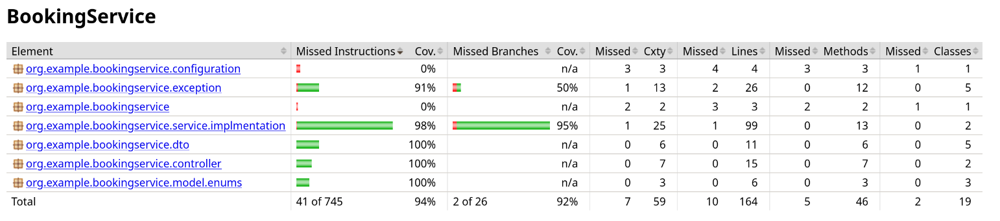 BookingService
Element Missed Instructions Cov. Missed Branches Cov. Missed Cxty Missed Lines Missed Methods Missed Classes
org.example.bookingservice.configuration 0% n/a 3 3 4 4 3 3 1 1
org.example.bookingservice.exception 91% 50% 1 13 2 26 0 12 0 5
org.example.bookingservice 0% n/a 2 2 3 3 2 2 1 1
org.example.bookingservice.service.implmentation 98% 95% 1 25 1 99 0 13 0 2
org.example.bookingservice.dto 100% n/a 0 6 0 11 0 6 0 5
org.example.bookingservice.controller 100% n/a 0 7 0 15 0 7 0 2
org.example.bookingservice.model.enums 100% n/a 0 3 0 6 0 3 0 3
Total 41 of 745 94% 2 of 26 92% 7 59 10 164 5 46 2 19